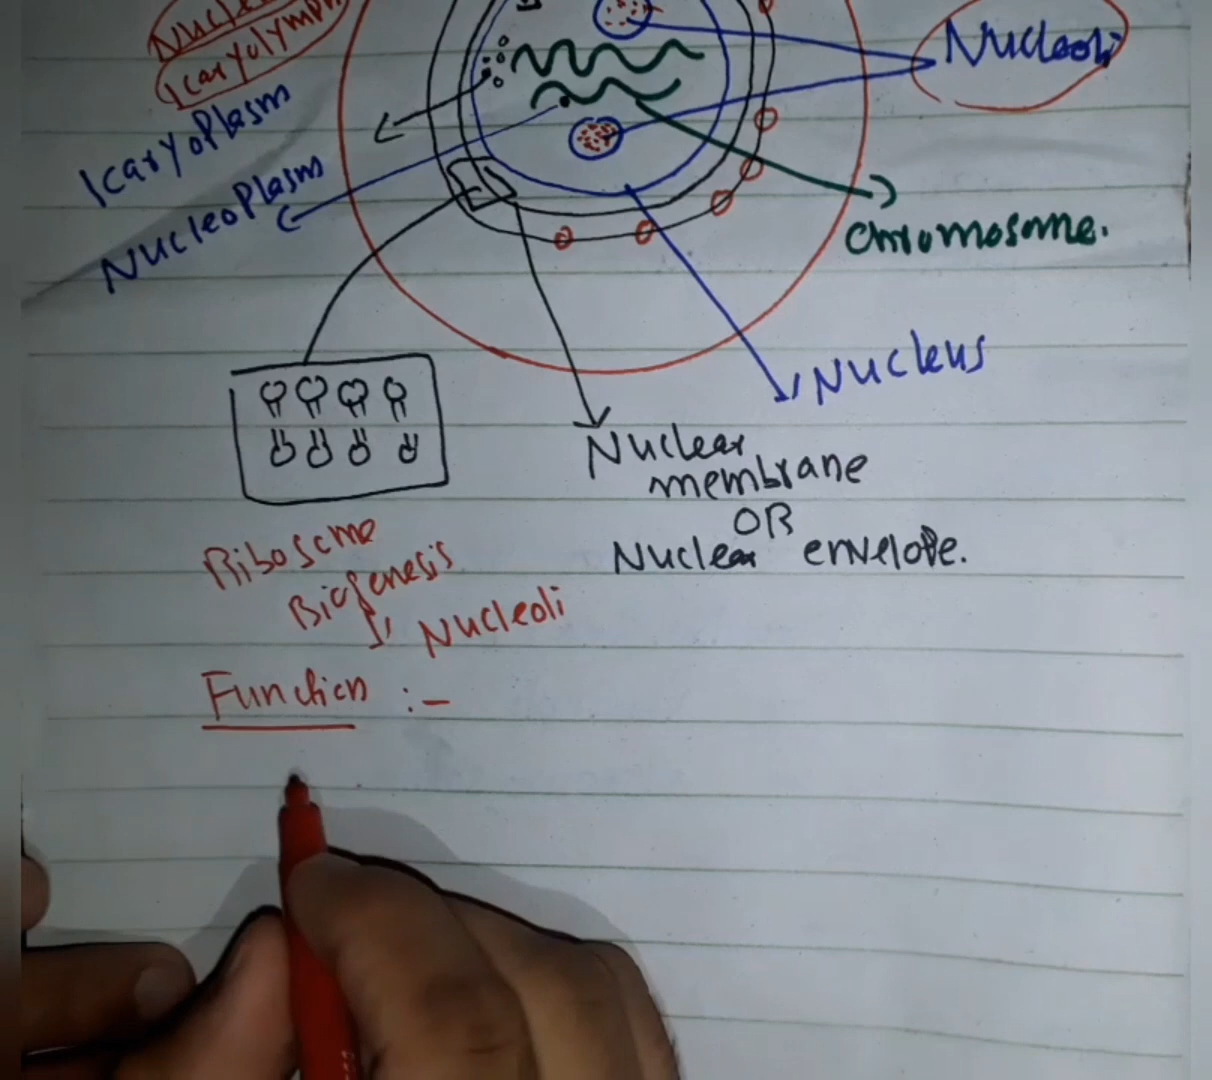 Karyolymph
Nucleoli
KaryoPlasm
NucleoPlasm
Chromosome.
Nucleus
Nuclear
membrane
OR
Nuclear envelope.
Ribosome
Biogenesis
Nucleoli
Function :-